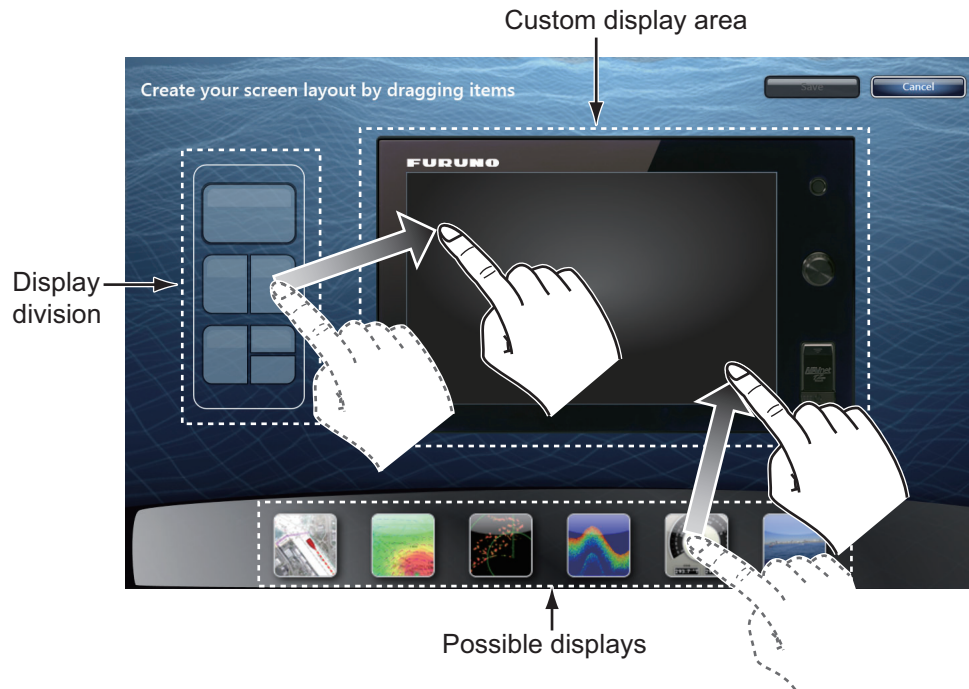 Custom display area
Create your screen layout by dragging items
Save
Cancel
FURUNO
Display
division
Possible displays